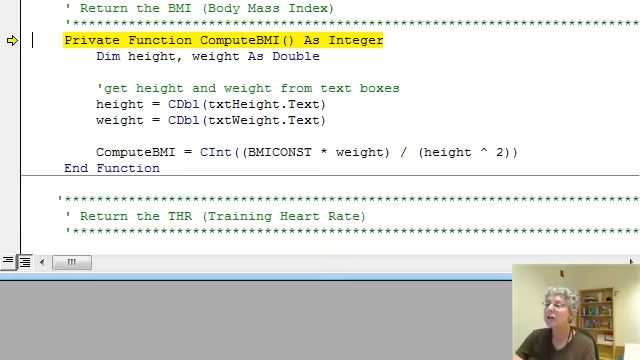 ' Return the BMI (Body Mass Index)
'************************************************************************
Private Function ComputeBMI() As Integer
Dim height, weight As Double
'get height and weight from text boxes
height = CDbl(txtHeight.Text)
weight = CDbl(txtWeight.Text)
ComputeBMI = CInt((BMICONST * weight) / (height ^ 2))
End Function
'************************************************************************
' Return the THR (Training Heart Rate)
'************************************************************************